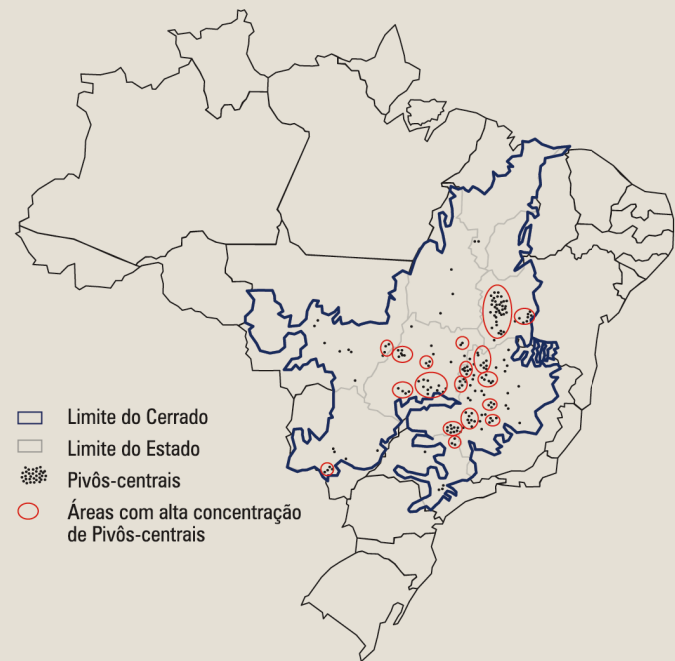 Limite do Cerrado
Limite do Estado
Pivôs-centrais
Áreas com alta concentração
de Pivôs-centrais